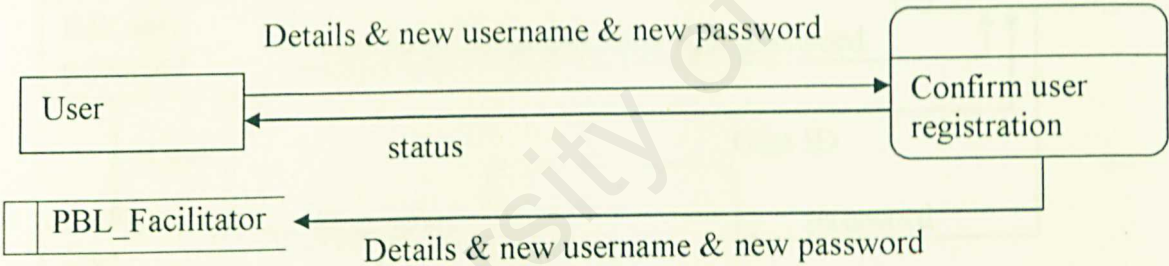 Details & new username & new password
User
Confirm user
registration
status
PBL_Facilitator
Details & new username & new password